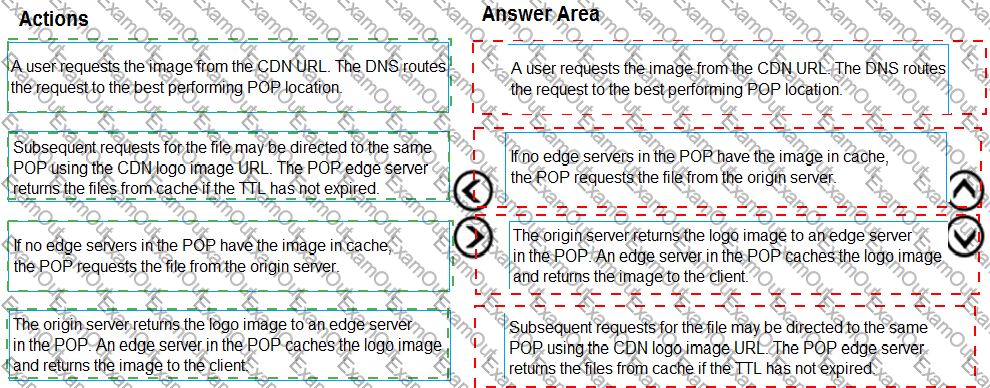 Actions
A user requests the image from the CDN URL. The DNS routes
the request to the best performing POP location.
Subsequent requests for the file may be directed to the same
POP using the CDN logo image URL. The POP edge server
returns the files from cache if the TTL has not expired.
If no edge servers in the POP have the image in cache,
the POP requests the file from the origin server.
The origin server returns the logo image to an edge server
in the POP. An edge server in the POP caches the logo image
and returns the image to the client.
Answer Area
A user requests the image from the CDN URL. The DNS routes
the request to the best performing POP location.
If no edge servers in the POP have the image in cache,
the POP requests the file from the origin server.
The origin server returns the logo image to an edge server
in the POP. An edge server in the POP caches the logo image
and returns the image to the client.
Subsequent requests for the file may be directed to the same
POP using the CDN logo image URL. The POP edge server
returns the files from cache if the TTL has not expired.